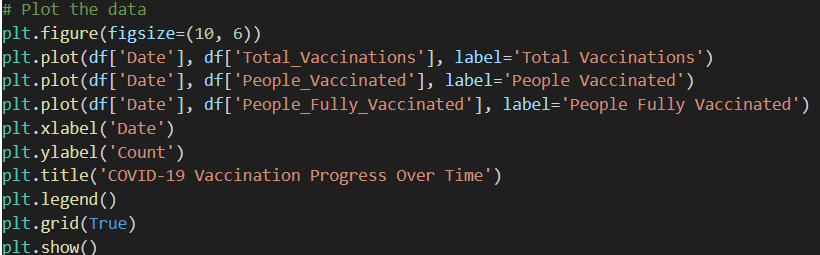 # Plot the data
plt.figure(figsize=(10, 6))
plt.plot(df['Date'], df['Total_Vaccinations'], label='Total Vaccinations')
plt.plot(df['Date'], df['People_Vaccinated'], label='People Vaccinated')
plt.plot(df['Date'], df['People_Fully_Vaccinated'], label='People Fully Vaccinated')
plt.xlabel('Date')
plt.ylabel('Count')
plt.title('COVID-19 Vaccination Progress Over Time')
plt.legend()
plt.grid(True)
plt.show()